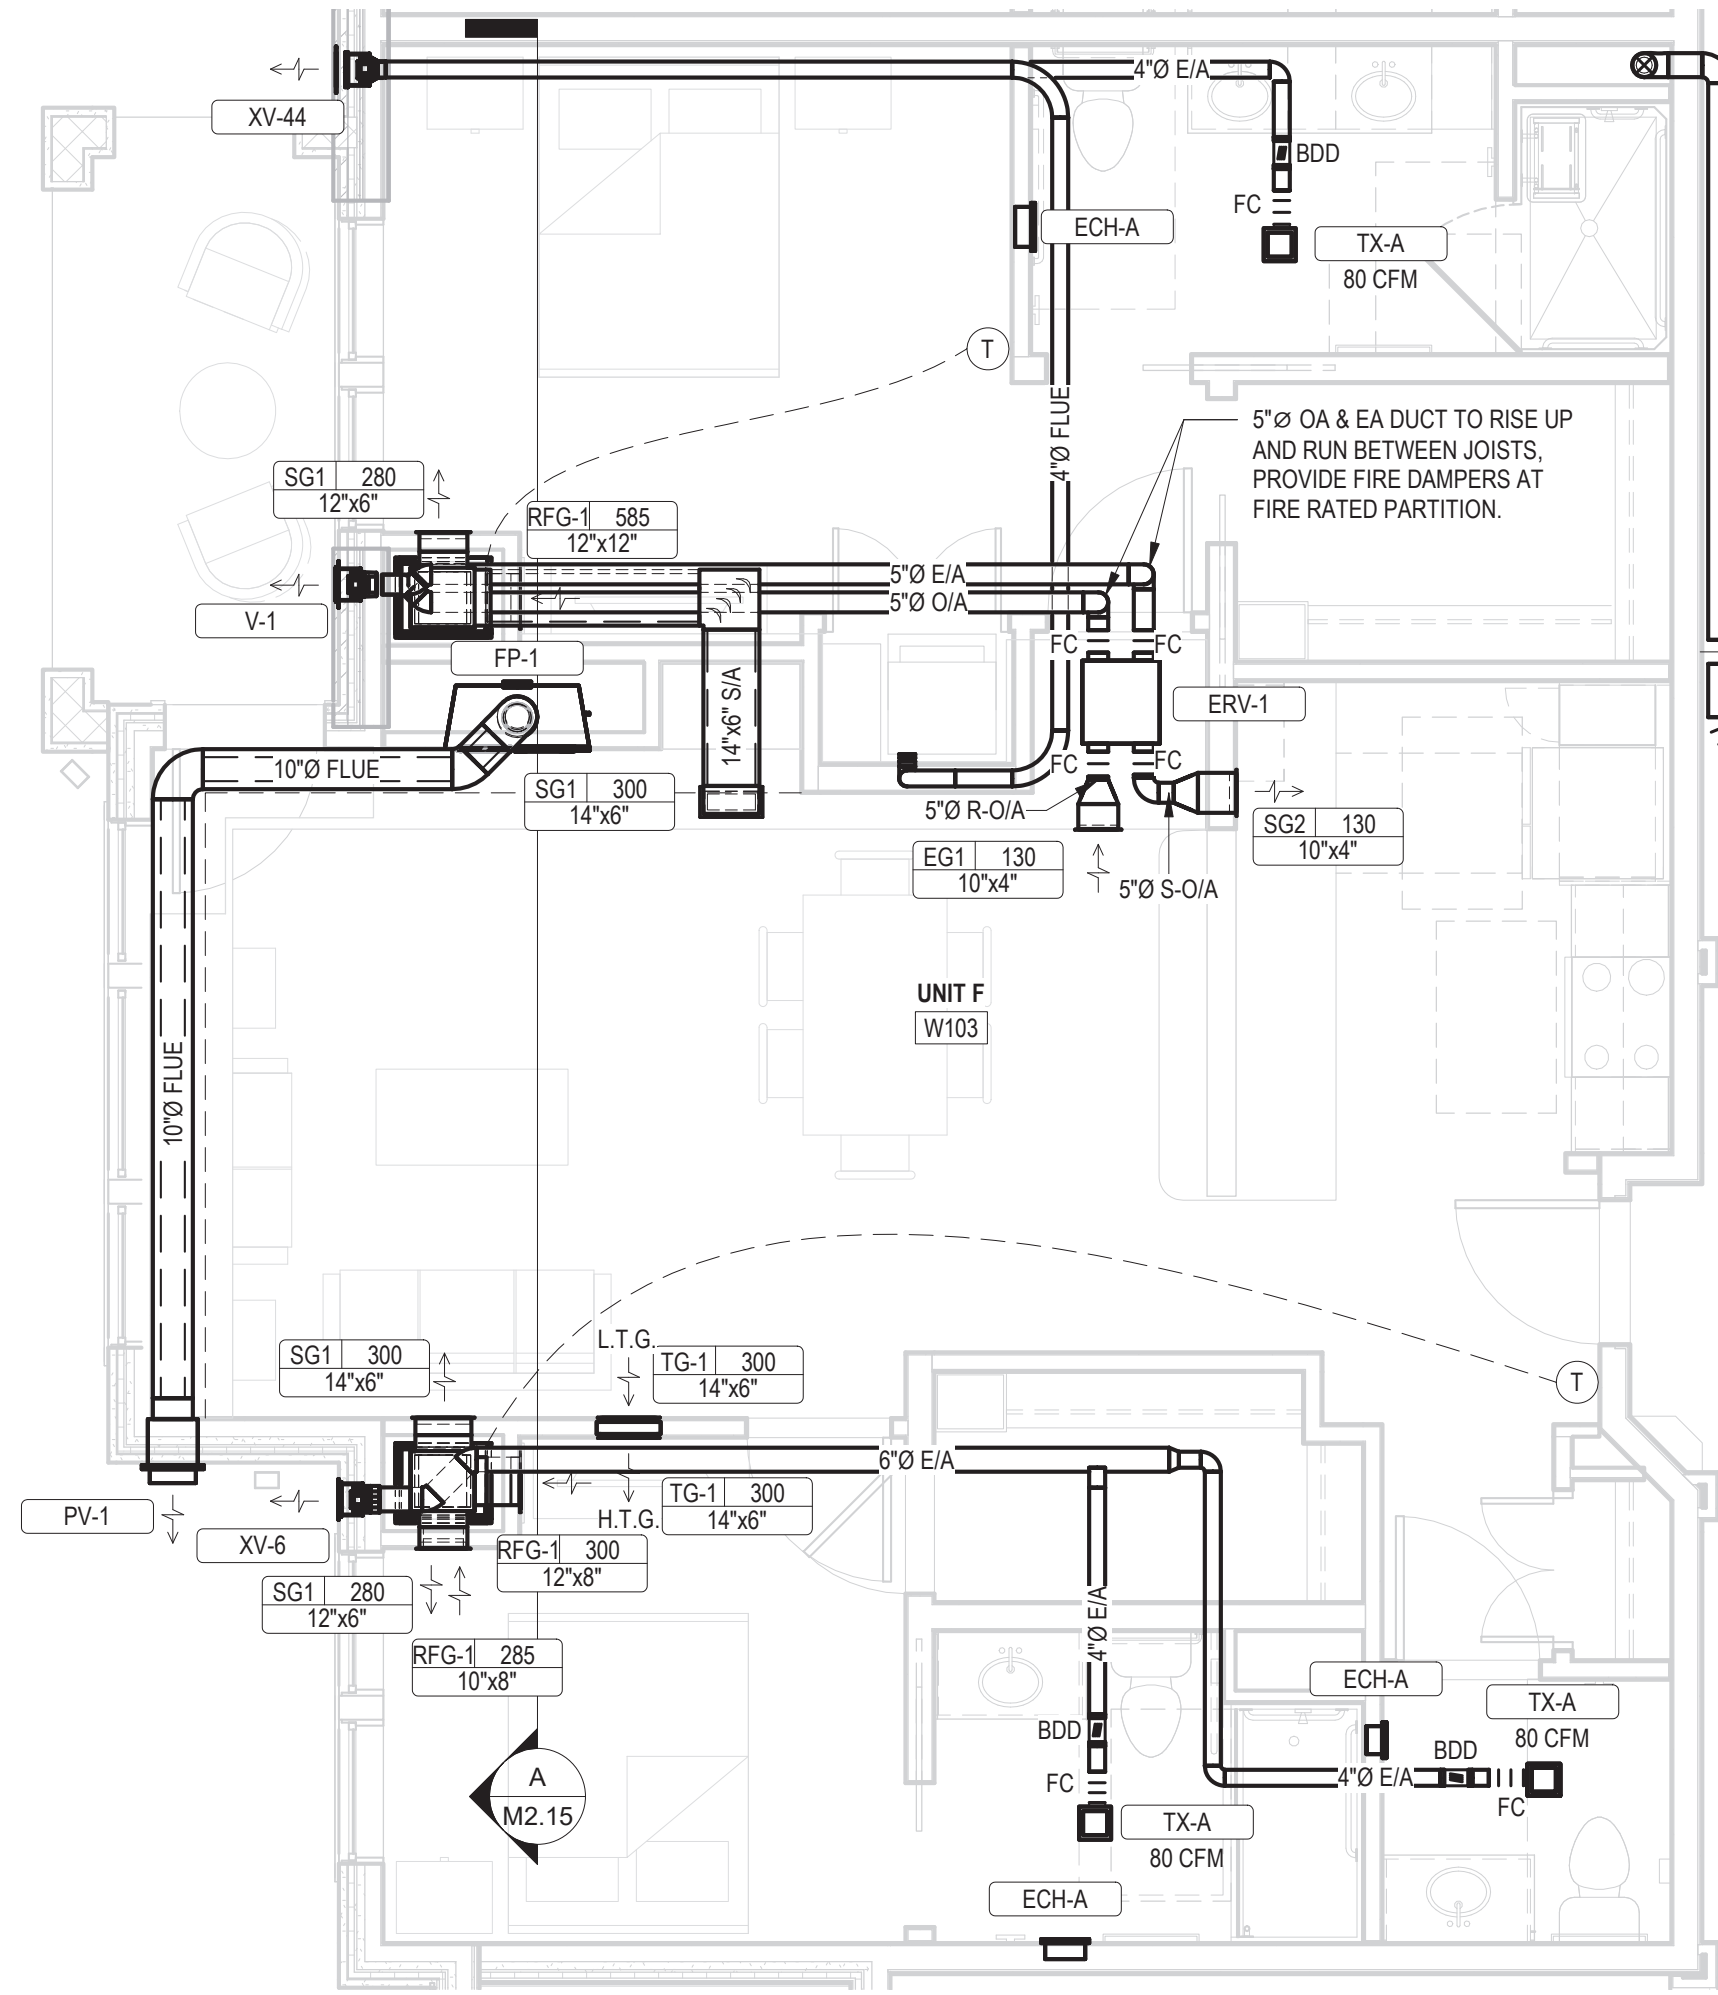 4"Ø E/A
XV-44
BDD
FC
ECH-A
TX-A
80 CFM
T
4"Ø FLUE
5"Ø OA & EA DUCT TO RISE UP
AND RUN BETWEEN JOISTS,
PROVIDE FIRE DAMPERS AT
FIRE RATED PARTITION.
SG1 280
12"x6"
RFG-1 585
12"x12"
5"Ø E/A
5"Ø O/A
V-1
FP-1
FC
FC
14"x6" S/A
ERV-1
10"Ø FLUE
FC
FC
SG1 300
14"x6"
5"Ø R-O/A
SG2 130
10"x4"
EG1 130
10"x4"
5"Ø S-O/A
UNIT F
W103
10"Ø FLUE
L.T.G.
SG1 300
14"x6"
TG-1 300
14"x6"
T
6"Ø E/A
PV-1
XV-6
TG-1 300
14"x6"
H.T.G.
RFG-1 300
12"x8"
SG1 280
12"x6"
4"Ø E/A
RFG-1 285
10"x8"
ECH-A
TX-A
80 CFM
BDD
BDD
A
M2.15
FC
4"Ø E/A
FC
TX-A
80 CFM
ECH-A